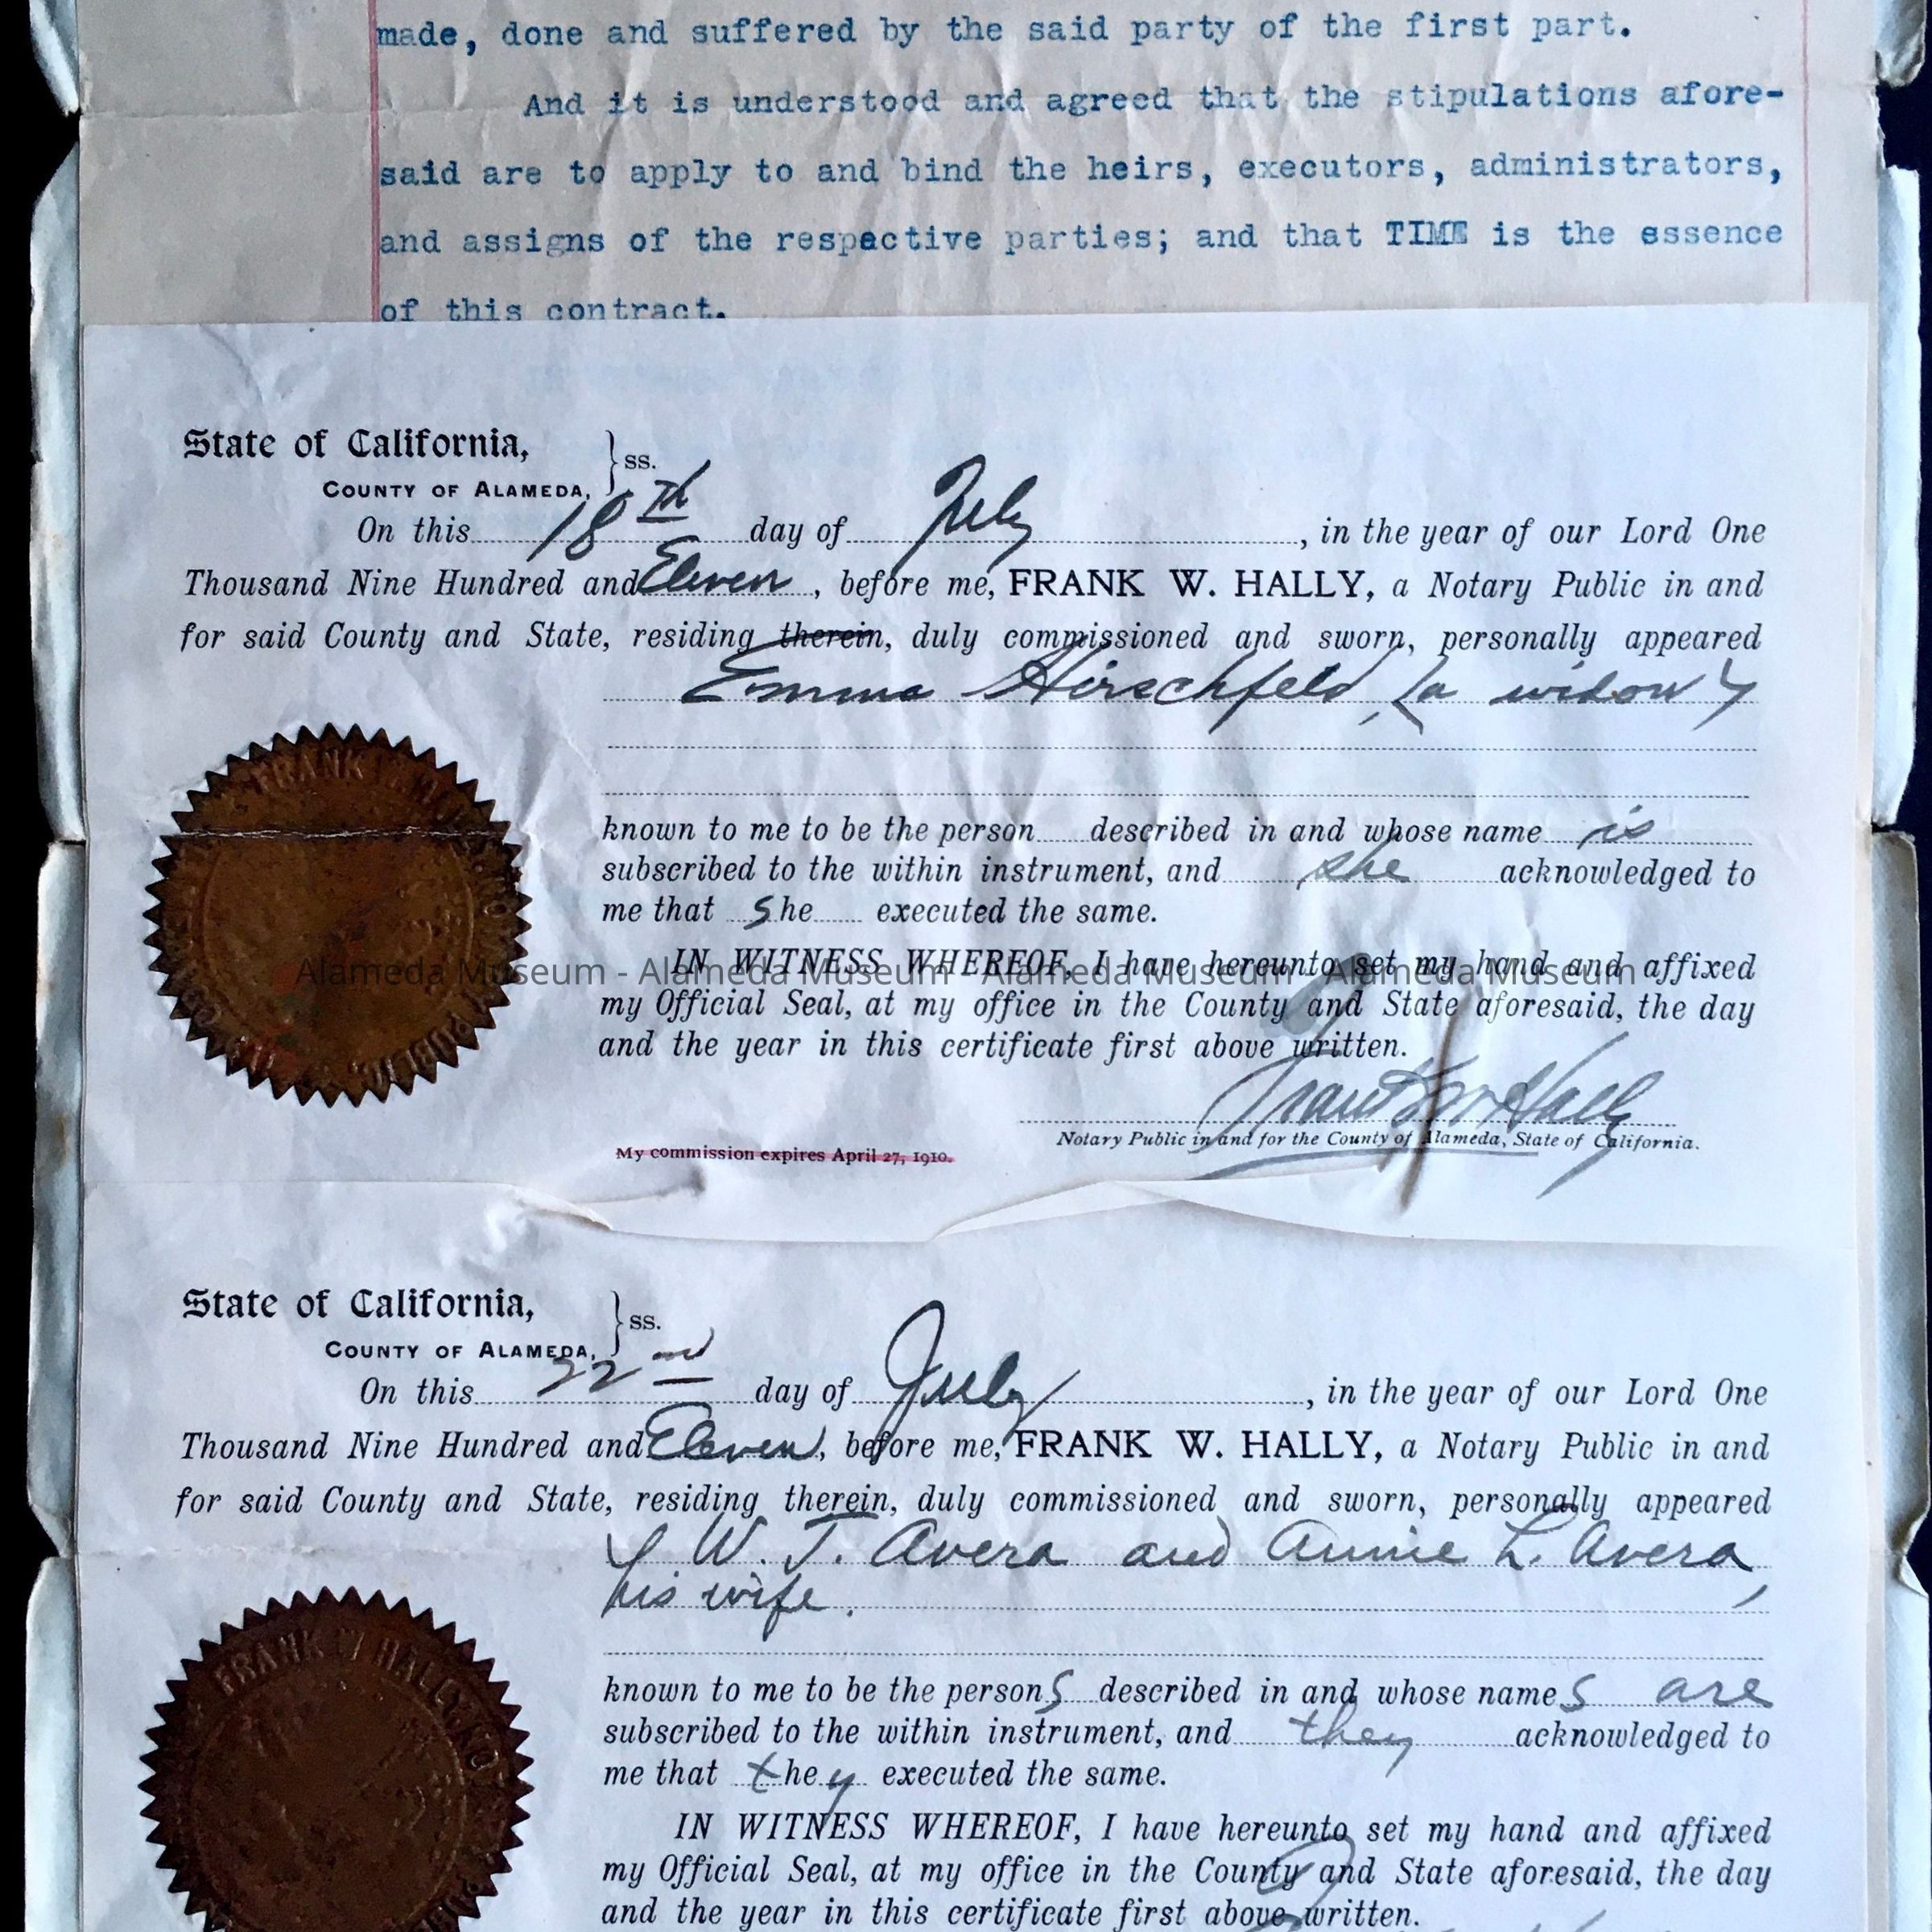 made, done and suffered by the said party of the first part.
And it is understood and agreed that the stipulations afore-
said are to apply to and bind the heirs, executors, administrators,
and assigns of the respective parties; and that TIME is the essence
of this contract.
State of California,
COUNTY OF ALAMEDA, } ss.
On this 18th day of July, in the year of our Lord One
Thousand Nine Hundred and Eleven, before me, FRANK W. HALLY, a Notary Public in and
for said County and State, residing therein, duly commissioned and sworn, personally appeared
Emma Hirschfeld, (a widow)
known to me to be the person described in and whose name is
subscribed to the within instrument, and she acknowledged to
me that She executed the same.
IN WITNESS WHEREOF, I have hereunto set my hand and affixed
Alameda Museum - Alameda Museum - Alameda Museum - Alameda Museum
my Official Seal, at my office in the County and State aforesaid, the day
and the year in this certificate first above written.
Frank W Hally
Notary Public in and for the County of Alameda, State of California.
My commission expires April 27, 1910.
FRANK
PUBLIC
State of California,
COUNTY OF ALAMEDA, } ss.
On this 22nd day of July, in the year of our Lord One
Thousand Nine Hundred and Eleven, before me, FRANK W. HALLY, a Notary Public in and
for said County and State, residing therein, duly commissioned and sworn, personally appeared
W. T. Avera and Annie L. Avera,
his wife.
FRANK W HALLY, NO
known to me to be the persons described in and whose names are
subscribed to the within instrument, and they acknowledged to
me that they executed the same.
IN WITNESS WHEREOF, I have hereunto set my hand and affixed
my Official Seal, at my office in the County and State aforesaid, the day
and the year in this certificate first above written.